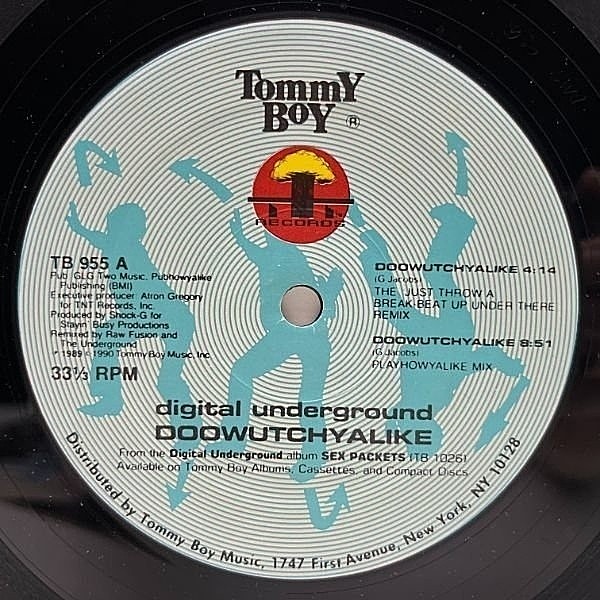 Tommy
Boy ®
TNT
RECORDS
TB 955 A
Pub. GLG Two Music, Pubhowyalike
Publishing (BMI)
Executive producer: Atron Gregory
for TNT Records, Inc.
Produced by Shock-G for
Stayin' Busy Productions
Remixed by Raw Fusion and
The Underground
℗ 1989 © 1990 Tommy Boy Music, Inc.
33⅓ RPM
DOOWUTCHYALIKE 4:14
(G Jacobs)
THE "JUST THROW A
BREAK-BEAT UP UNDER THERE
REMIX
DOOWUTCHYALIKE 8:51
(G. Jacobs)
PLAYHOWYALIKE MIX
digital underground
DOOWUTCHYALIKE
From the Digital Underground album SEX PACKETS (TB 1026)
Available on Tommy Boy Albums, Cassettes, and Compact Discs.
Distributed by Tommy Boy Music, 1747 First Avenue, New York, NY 10128